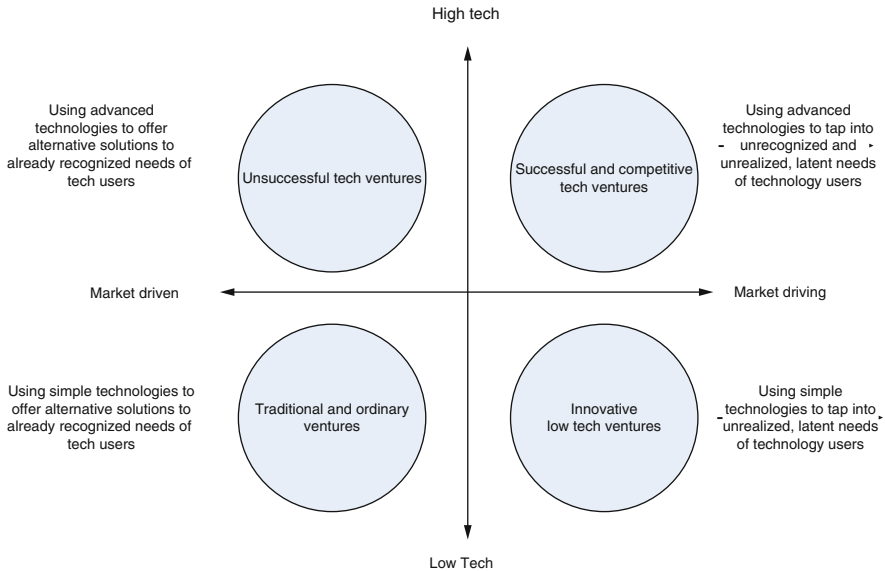 High tech
Using advanced
technologies to offer
alternative solutions to
already recognized needs of
tech users
Unsuccessful tech ventures
Successful and competitive
tech ventures
Using advanced
technologies to tap into
unrecognized and
unrealized, latent needs
of technology users
Market driven
Market driving
Using simple technologies to
offer alternative solutions to
already recognized needs of
tech users
Traditional and ordinary
ventures
Innovative
low tech ventures
Using simple
technologies to tap into
unrealized, latent needs
of technology users
Low Tech